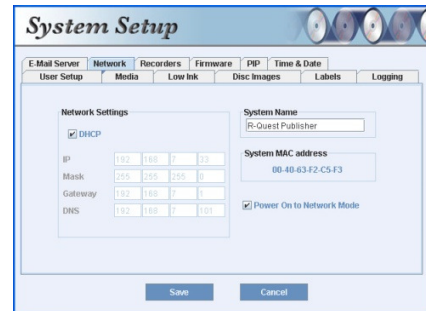 System Setup
E-Mail Server Network Recorders Firmware PIP Time & Date
User Setup Media Low Ink Disc Images Labels Logging
Network Settings
DHCP
IP 192 168 7 33
Mask 255 255 255 0
Gateway 192 168 7 1
DNS 192 168 7 101
System Name
R-Quest Publisher
System MAC address
00-40-63-F2-C5-F3
Power On to Network Mode
Save Cancel